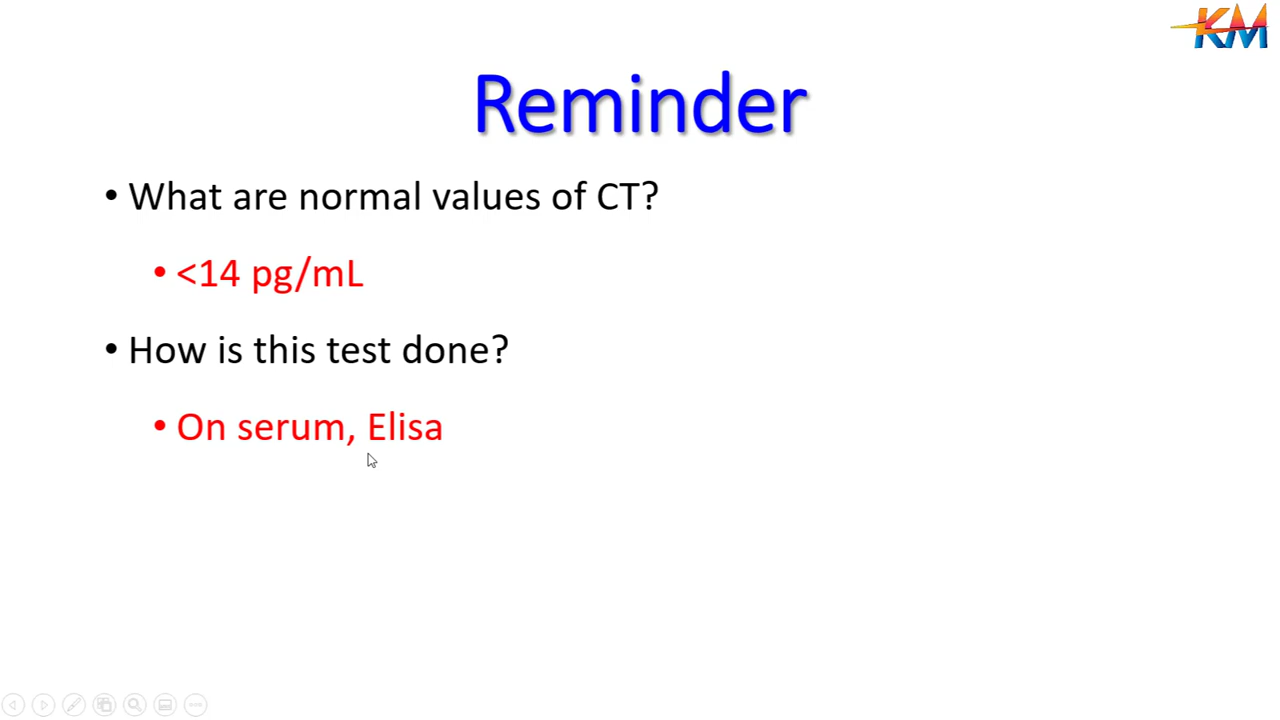 KM
Reminder
• What are normal values of CT?
• <14 pg/mL
• How is this test done?
• On serum, Elisa